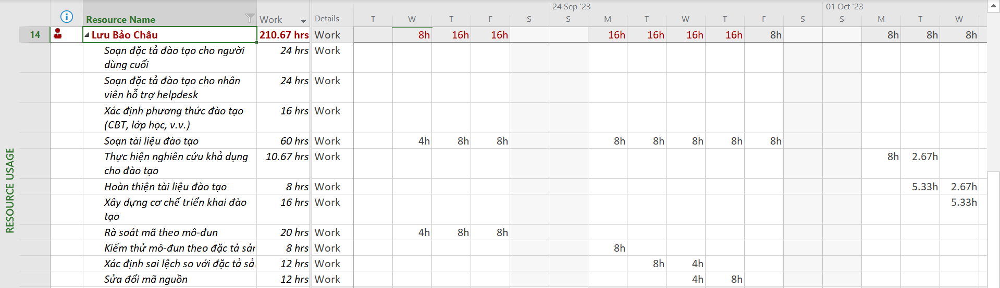 24 Sep '23 01 Oct '23
Resource Name Work Details T W T F S S M T W T F S S M T W
14 Lưu Bảo Châu 210.67 hrs Work 8h 16h 16h 16h 16h 16h 16h 8h 8h 8h 8h
Soạn đặc tả đào tạo cho người 24 hrs Work
dùng cuối
Soạn đặc tả đào tạo cho nhân 24 hrs Work
viên hỗ trợ helpdesk
Xác định phương thức đào tạo 16 hrs Work
(CBT, lớp học, v.v.)
Soạn tài liệu đào tạo 60 hrs Work 4h 8h 8h 8h 8h 8h 8h 8h
Thực hiện nghiên cứu khả dụng 10.67 hrs Work 8h 2.67h
cho đào tạo
Hoàn thiện tài liệu đào tạo 8 hrs Work 5.33h 2.67h
Xây dựng cơ chế triển khai đào 16 hrs Work 5.33h
tạo
Rà soát mã theo mô-đun 20 hrs Work 4h 8h 8h
Kiểm thử mô-đun theo đặc tả sản 8 hrs Work 8h
Xác định sai lệch so với đặc tả sả 12 hrs Work 8h 4h
Sửa đổi mã nguồn 12 hrs Work 4h 8h
RESOURCE USAGE